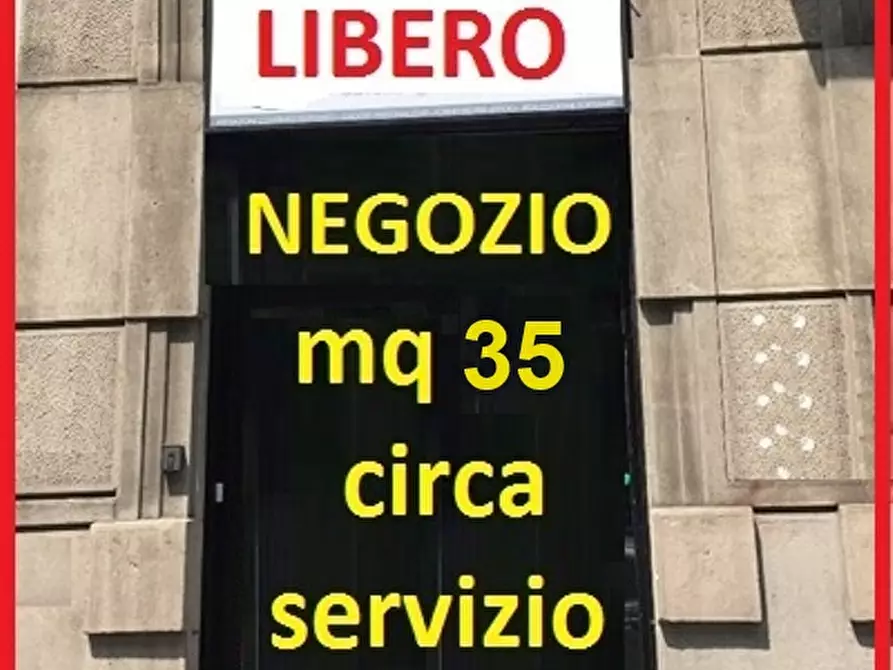 LIBERO
NEGOZIO
mq 35
circa
servizio